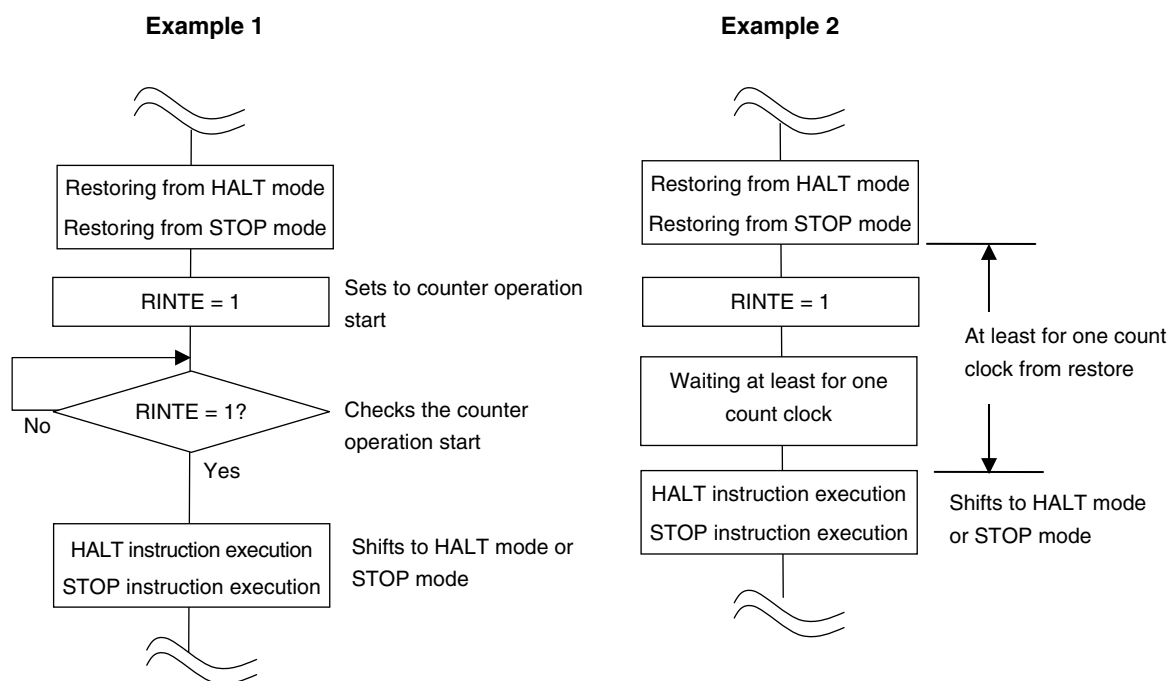 Example 1
Restoring from HALT mode
Restoring from STOP mode
RINTE = 1
Sets to counter operation
start
RINTE = 1?
No
Checks the counter
operation start
Yes
HALT instruction execution
STOP instruction execution
Shifts to HALT mode or
STOP mode
Example 2
Restoring from HALT mode
Restoring from STOP mode
RINTE = 1
At least for one count
clock from restore
Waiting at least for one
count clock
HALT instruction execution
STOP instruction execution
Shifts to HALT mode
or STOP mode